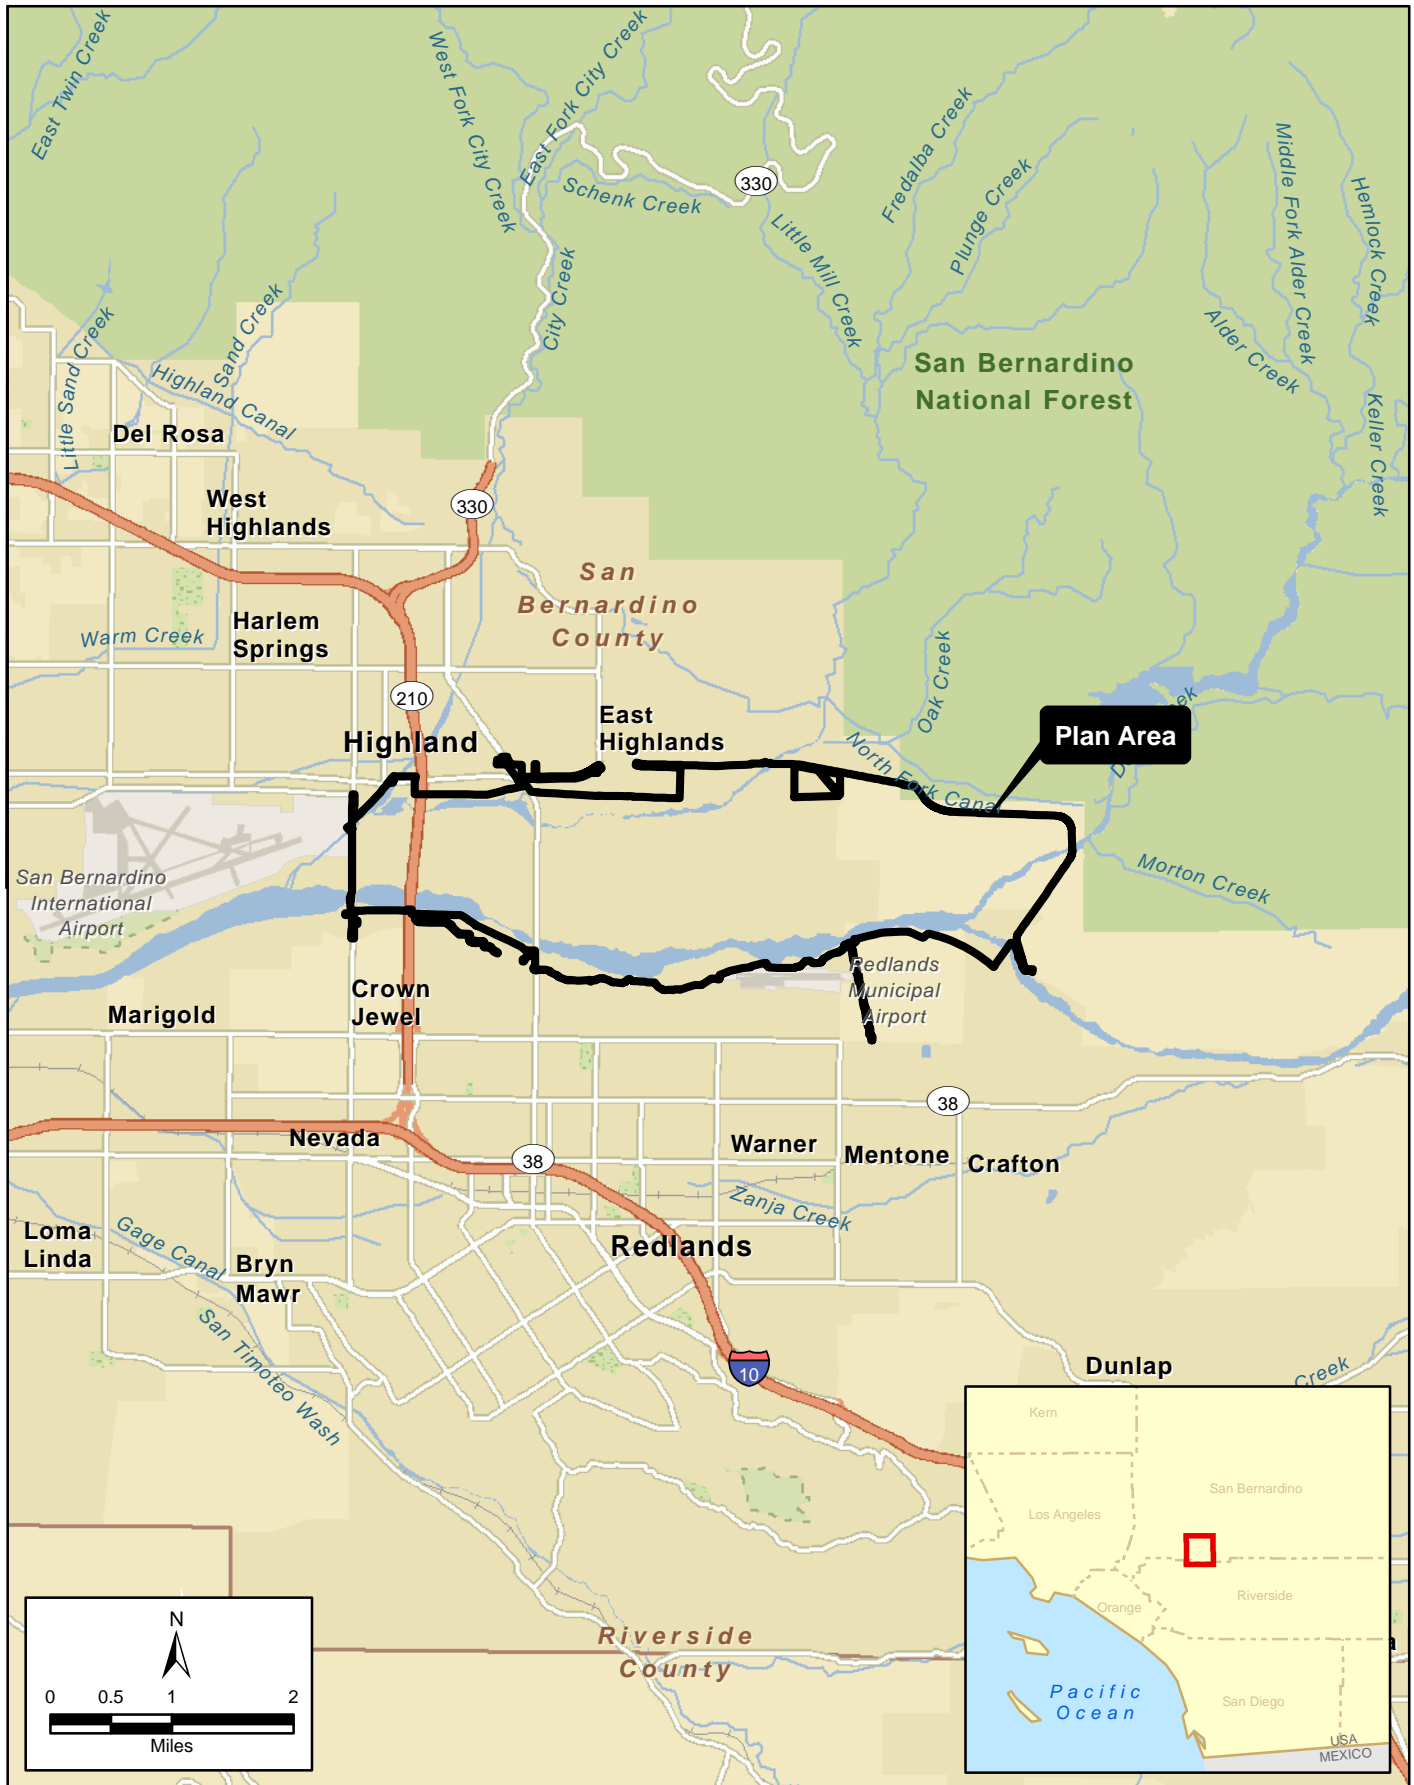 East Twin Creek
West Fork City Creek
East Fork City Creek
Schenk Creek
330
Fredalba Creek
Plunge Creek
Little Mill Creek
Middle Fork Alder Creek
Hemlock Creek
City Creek
Alder Creek
Keller Creek
San Bernardino
National Forest
Little Sand Creek
Sand Creek
Highland Canal
Del Rosa
West
Highlands
330
San
Bernardino
County
Harlem
Springs
Warm Creek
210
Oak Creek
East
Highlands
Highland
North Fork Canal
Plan Area
Morton Creek
San Bernardino
International
Airport
Redlands
Municipal
Airport
Crown
Jewel
Marigold
38
Nevada
38
Warner
Mentone
Crafton
Zanja Creek
Loma
Linda
Gage Canal
Bryn
Mawr
Redlands
San Timoteo Wash
10
Dunlap
Creek
Kern
San Bernardino
Los Angeles
Orange
Riverside
San Diego
Pacific
Ocean
USA
MEXICO
Riverside
County
N
0 0.5 1 2
Miles